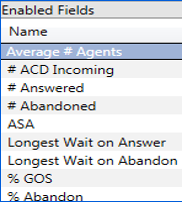 Enabled Fields
Name
Average # Agents
# ACD Incoming
# Answered
# Abandoned
ASA
Longest Wait on Answer
Longest Wait on Abandon
% GOS
% Abandon